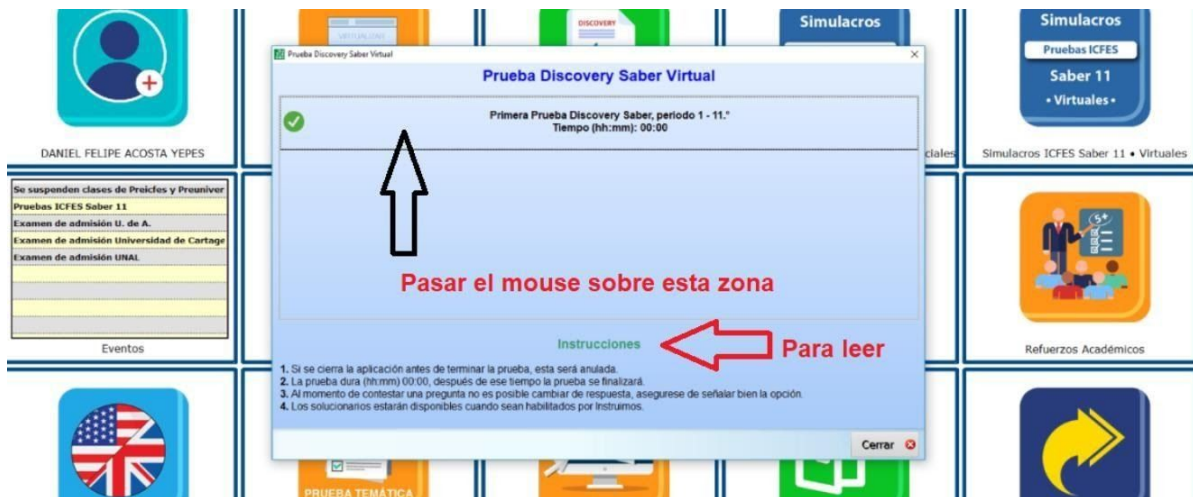 DISCOVERY
Simulacros
Simulacros
Pruebas ICFES
Saber 11
• Virtuales •
Prueba Discovery Saber Virtual
Prueba Discovery Saber Virtual
Primera Prueba Discovery Saber, periodo 1 - 11.°
Tiempo (hh:mm): 00:00
DANIEL FELIPE ACOSTA YEPES
ciales
Simulacros ICFES Saber 11 • Virtuales
Se suspenden clases de Preicfes y Preuniver
Pruebas ICFES Saber 11
Examen de admisión U. de A.
Examen de admisión Universidad de Cartage
Examen de admisión UNAL
Pasar el mouse sobre esta zona
Eventos
Instrucciones
Para leer
Refuerzos Académicos
1. Si se cierra la aplicación antes de terminar la prueba, esta será anulada.
2. La prueba dura (hh:mm) 00:00, después de ese tiempo la prueba se finalizará.
3. Al momento de contestar una pregunta no es posible cambiar de respuesta, asegurese de señalar bien la opción.
4. Los solucionarios estarán disponibles cuando sean habilitados por Instruimos.
Cerrar
PRUEBA TEMÁTICA